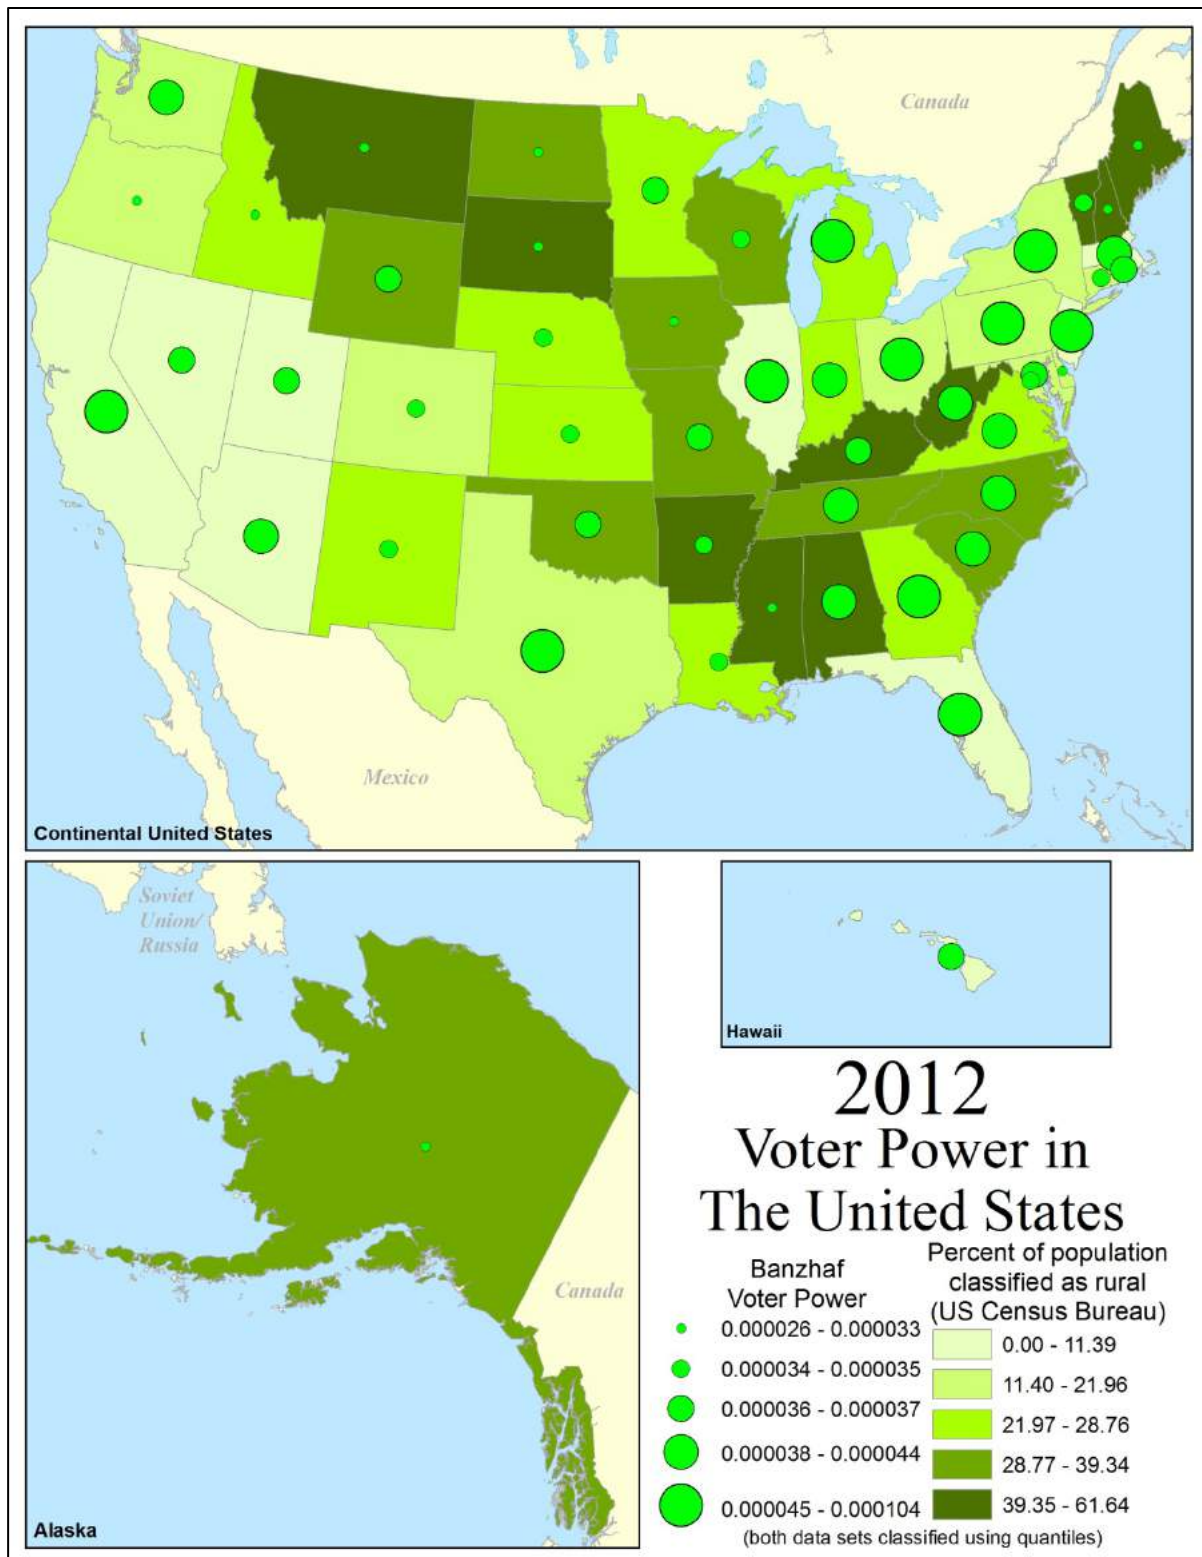 Canada
Mexico
Continental United States
Soviet
Union/
Russia
Canada
Alaska
Hawaii
2012
Voter Power in
The United States
Banzhaf
Voter Power
0.000026 - 0.000033
0.000034 - 0.000035
0.000036 - 0.000037
0.000038 - 0.000044
0.000045 - 0.000104
Percent of population
classified as rural
(US Census Bureau)
0.00 - 11.39
11.40 - 21.96
21.97 - 28.76
28.77 - 39.34
39.35 - 61.64
(both data sets classified using quantiles)